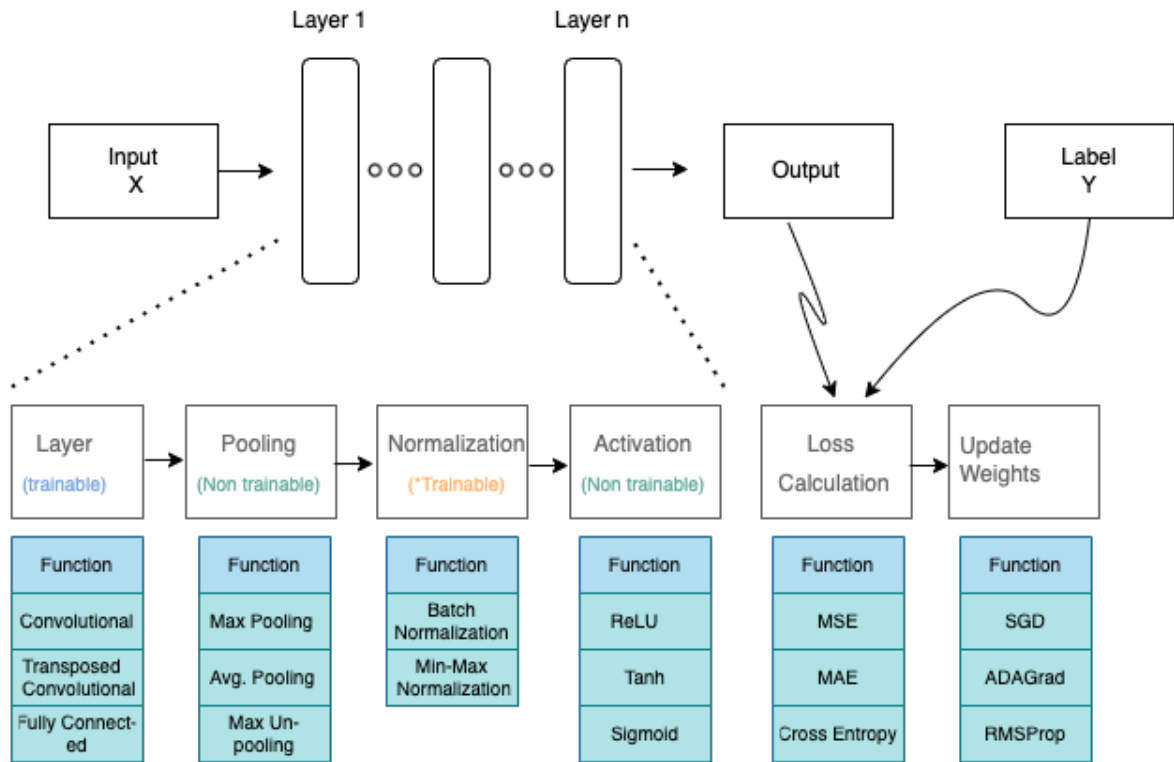 Layer 1
Layer n
Input
X
Output
Label
Y
Layer
(trainable)
Pooling
(Non trainable)
Normalization
(*Trainable)
Activation
(Non trainable)
Loss
Calculation
Update
Weights
Function
Convolutional
Transposed
Convolutional
Fully Connect-
ed
Function
Max Pooling
Avg. Pooling
Max Un-
pooling
Function
Batch
Normalization
Min-Max
Normalization
Function
ReLU
Tanh
Sigmoid
Function
MSE
MAE
Cross Entropy
Function
SGD
ADAGrad
RMSProp